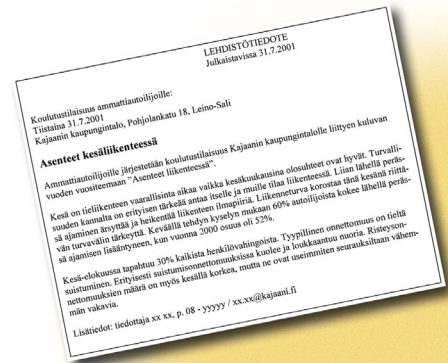 LEHDISTÖTIEDOTE
Julkaistavissa 31.7.2001
Koulutustilaisuus ammattiautoilijoille:
Tiistaina 31.7.2001
Kajaanin kaupungintalo, Pohjolankatu 18, Leino-Sali
Asenteet kesäliikenteessä
Ammattiautoilijoille järjestetään koulutustilaisuus Kajaanin kaupungintalolle liittyen kuluvan
vuoden vuositeemaan "Asenteet liikenteessä".
Kesä on tieliikenteen vaarallisinta aikaa vaikka kesäkuukausina olosuhteet ovat hyvät. Turvalli-
suuden kannalta on erityisen tärkeää antaa itselle ja muille tilaa liikenteessä. Liian lähellä peräs-
sä ajaminen ärsyttää ja heikentää liikenteen ilmapiiriä. Liikenneturva korostaa tänä kesänä riittä-
vän turvavälin tärkeyttä. Keväällä tehdyn kyselyn mukaan 60% autoilijoista kokee lähellä peräs-
sä ajamisen lisääntyneen, kun vuonna 2000 osuus oli 52%.
Kesä-elokuussa tapahtuu 30% kaikista henkilövahingoista. Tyypillinen onnettomuus on tieltä
suistuminen. Erityisesti suistumisonnettomuuksissa kuolee ja loukkaantuu nuoria. Risteyson-
nettomuuksien määrä on myös kesällä korkea, mutta ne ovat useimmiten seurauksiltaan vähem-
män vakavia.
Lisätiedot: tiedottaja xx xx, p. 08 - yyyyy / xx.xx@kajaani.fi